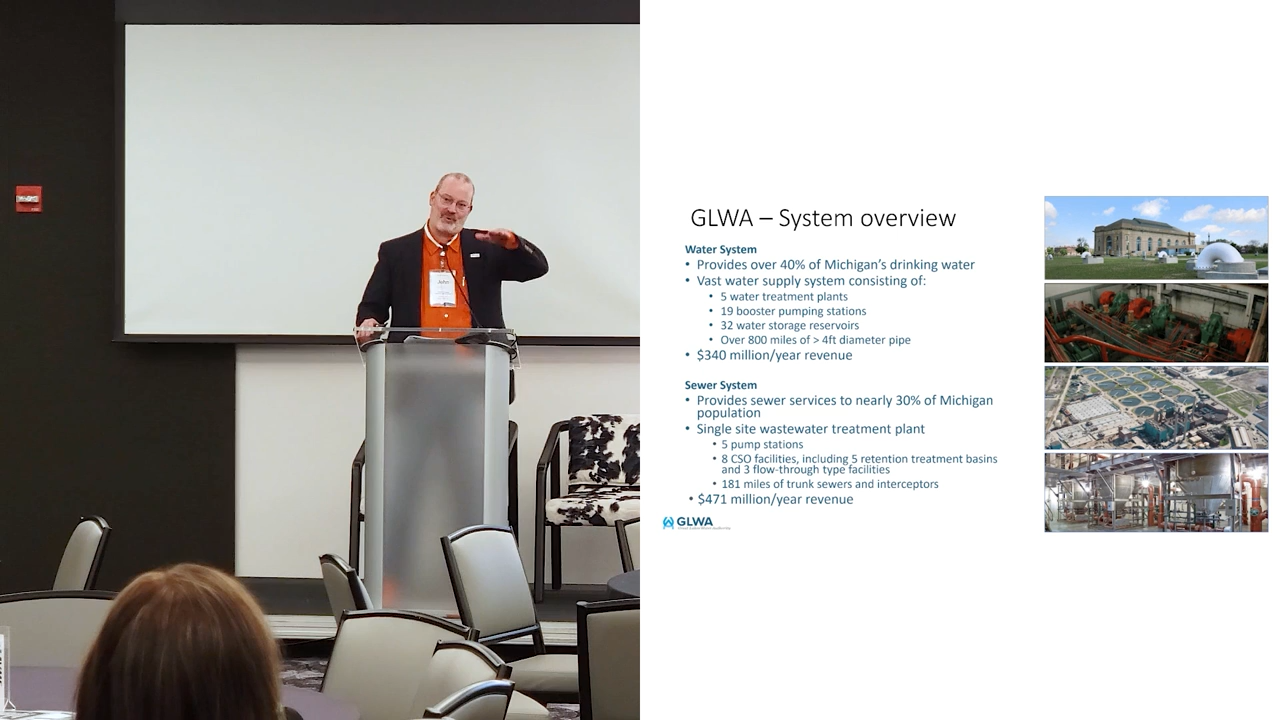 John
GLWA – System overview
Water System
• Provides over 40% of Michigan's drinking water
• Vast water supply system consisting of:
• 5 water treatment plants
• 19 booster pumping stations
• 32 water storage reservoirs
• Over 800 miles of > 4ft diameter pipe
• $340 million/year revenue
Sewer System
• Provides sewer services to nearly 30% of Michigan
population
• Single site wastewater treatment plant
• 5 pump stations
• 8 CSO facilities, including 5 retention treatment basins
and 3 flow-through type facilities
• 181 miles of trunk sewers and interceptors
• $471 million/year revenue
GLWA